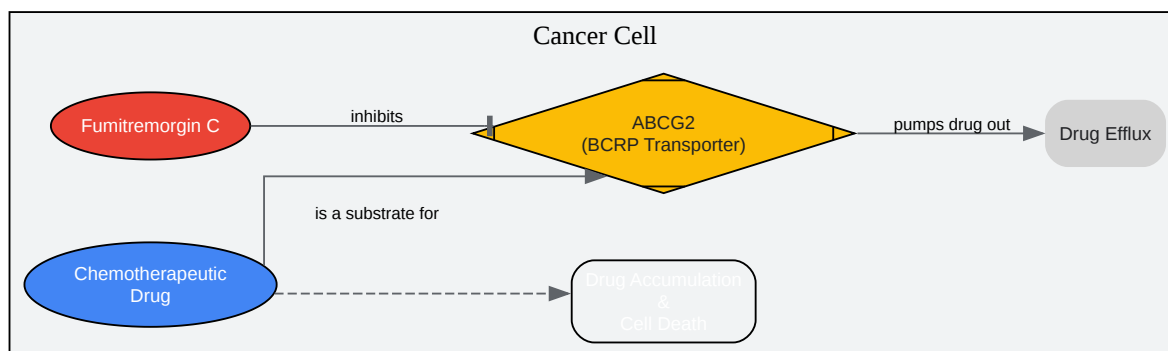 Cancer Cell
Fumitremorgin C
inhibits
ABCG2
(BCRP Transporter)
pumps drug out
Drug Efflux
is a substrate for
Chemotherapeutic
Drug
Drug Accumulation
&
Cell Death